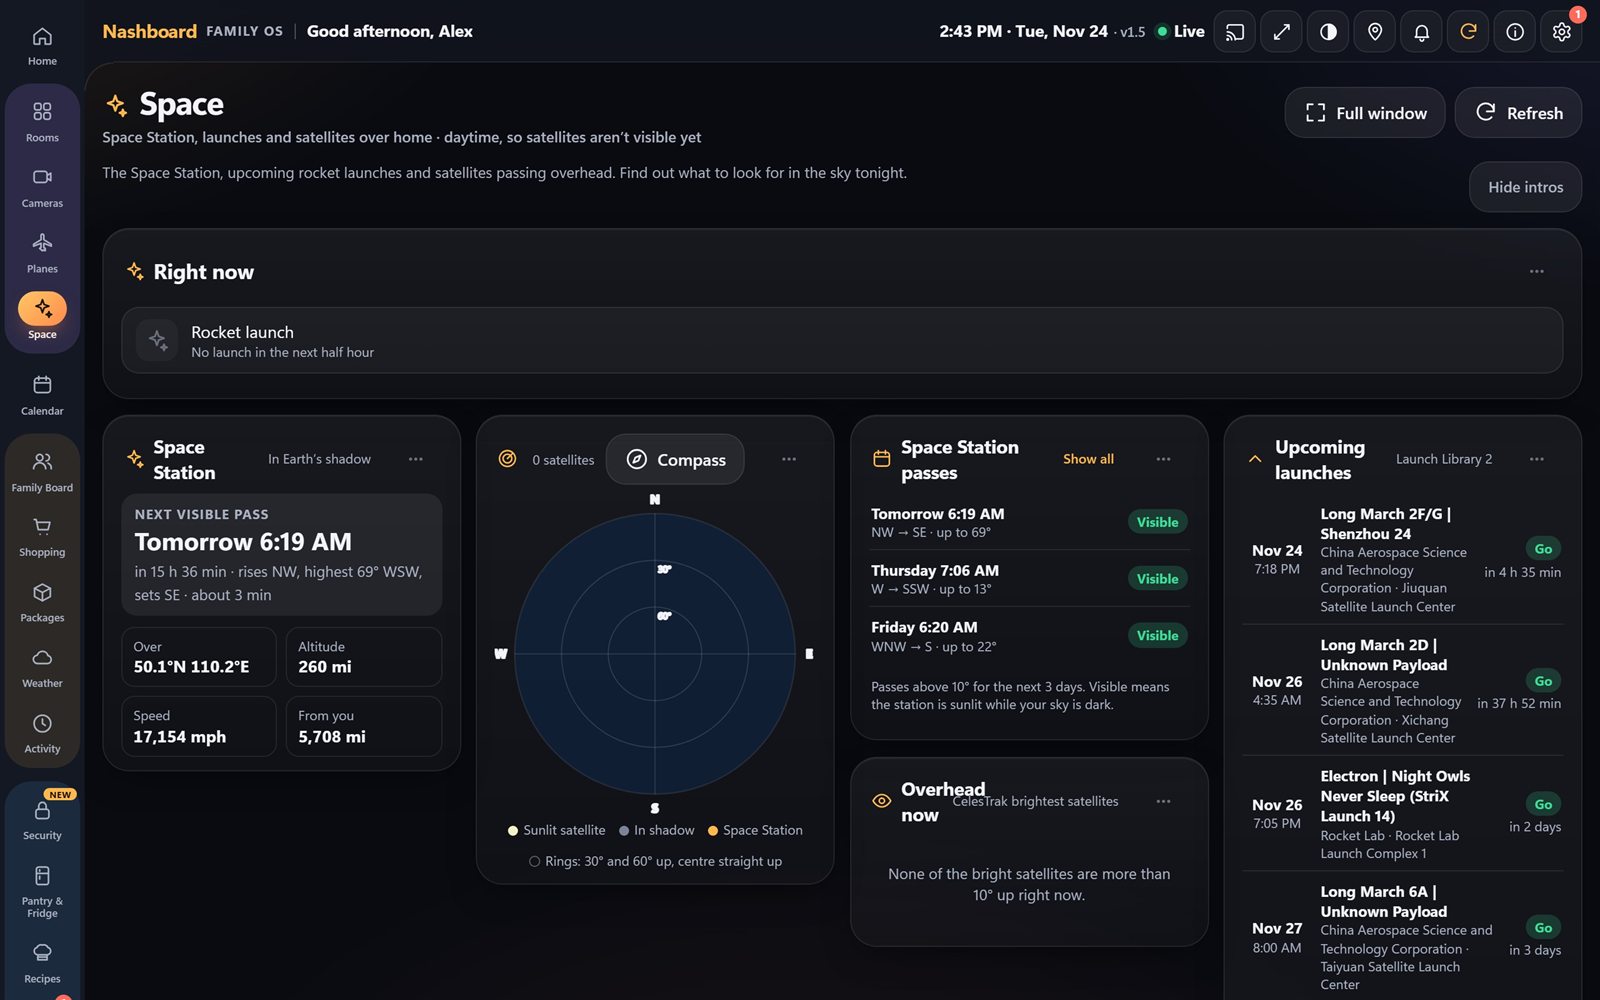 Nashboard FAMILY OS | Good afternoon, Alex
2:43 PM · Tue, Nov 24 · v1.5 Live
1
Home
Rooms
Cameras
Planes
Space
Calendar
Family Board
Shopping
Packages
Weather
Activity
NEW
Security
Pantry &
Fridge
Recipes
Space
Space Station, launches and satellites over home · daytime, so satellites aren’t visible yet
The Space Station, upcoming rocket launches and satellites passing overhead. Find out what to look for in the sky tonight.
Full window
Refresh
Hide intros
Right now
Rocket launch
No launch in the next half hour
Space
Station
In Earth’s shadow
NEXT VISIBLE PASS
Tomorrow 6:19 AM
in 15 h 36 min · rises NW, highest 69° WSW,
sets SE · about 3 min
Over
50.1°N 110.2°E
Altitude
260 mi
Speed
17,154 mph
From you
5,708 mi
0 satellites
Compass
N
30°
60°
W
E
S
Sunlit satellite
In shadow
Space Station
Rings: 30° and 60° up, centre straight up
Space Station
passes
Show all
Tomorrow 6:19 AM
NW → SE · up to 69°
Visible
Thursday 7:06 AM
W → SSW · up to 13°
Visible
Friday 6:20 AM
WNW → S · up to 22°
Visible
Passes above 10° for the next 3 days. Visible means
the station is sunlit while your sky is dark.
Overhead
now
CelesTrak brightest satellites
None of the bright satellites are more than
10° up right now.
Upcoming
launches
Launch Library 2
Nov 24
7:18 PM
Long March 2F/G |
Shenzhou 24
China Aerospace Science
and Technology
Corporation · Jiuquan
Satellite Launch Center
Go
in 4 h 35 min
Nov 26
4:35 AM
Long March 2D |
Unknown Payload
China Aerospace
Science and Technology
Corporation · Xichang
Satellite Launch Center
Go
in 37 h 52 min
Nov 26
7:05 PM
Electron | Night Owls
Never Sleep (StriX
Launch 14)
Rocket Lab · Rocket Lab
Launch Complex 1
Go
in 2 days
Nov 27
8:00 AM
Long March 6A |
Unknown Payload
China Aerospace Science and
Technology Corporation ·
Taiyuan Satellite Launch
Center
Go
in 3 days